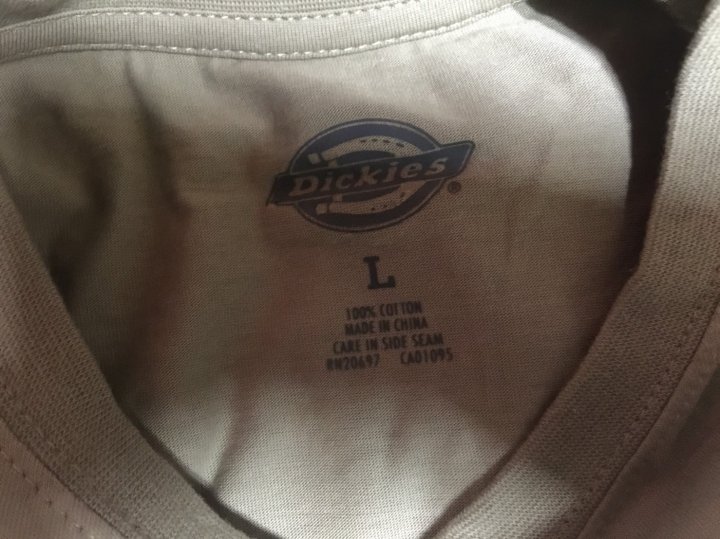 Dickies®
L
100% COTTON
MADE IN CHINA
CARE IN SIDE SEAM
RN20697 CA01095